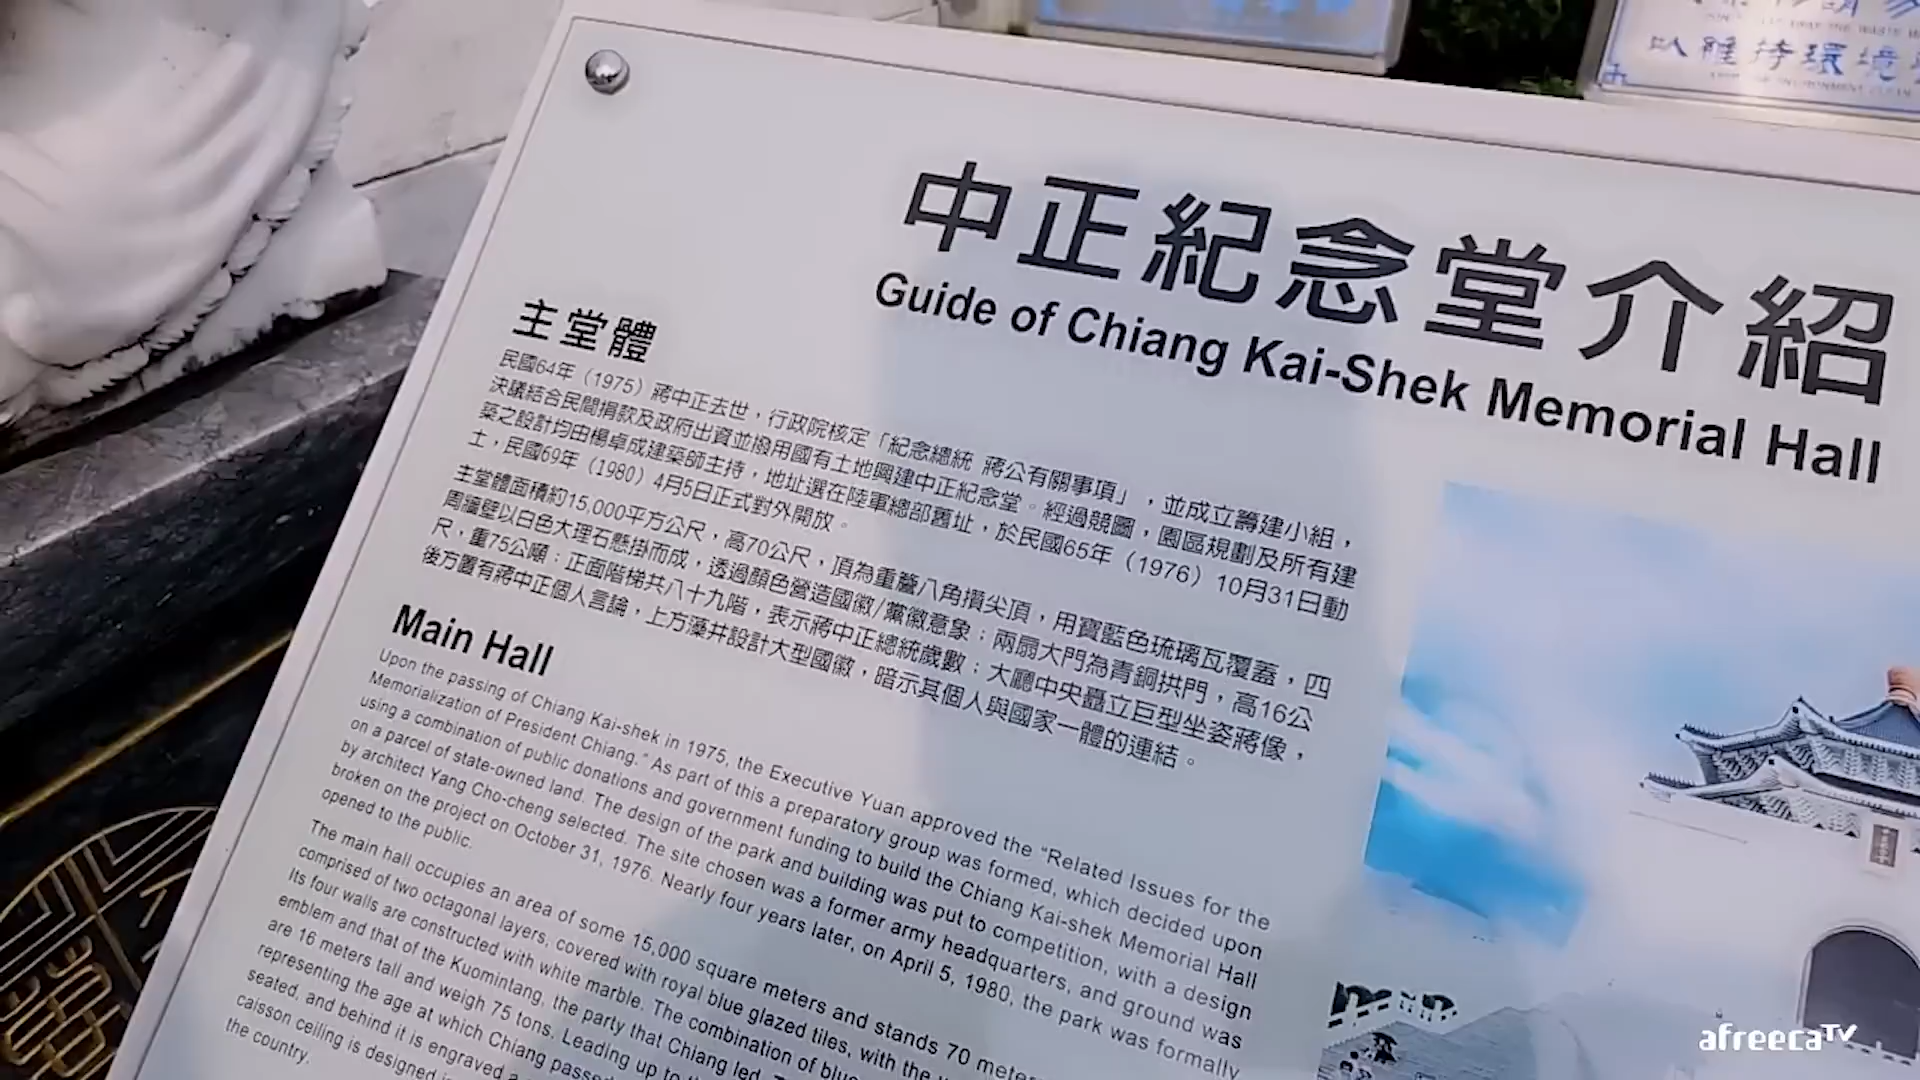 以維持環境
中正紀念堂介紹
Guide of Chiang Kai-Shek Memorial Hall
主堂體
民國64年（1975）蔣中正去世，行政院核定「紀念總統 蔣公有關事項」，並成立籌建小組，
決議結合民間捐款及政府出資並撥用國有土地興建中正紀念堂。經過競圖，園區規劃及所有建
築之設計均由楊卓成建築師主持，地址選在陸軍總部舊址，於民國65年（1976）10月31日動
土，民國69年（1980）4月5日正式對外開放。
主堂體面積約15,000平方公尺，高70公尺，頂為重簷八角攢尖頂，用寶藍色琉璃瓦覆蓋，四
周牆壁以白色大理石懸掛而成，透過顏色營造國徽/黨徽意象；兩扇大門為青銅拱門，高16公
尺，重75公噸；正面階梯共八十九階，表示蔣中正總統歲數；大廳中央矗立巨型坐姿蔣像，
後方置有蔣中正個人言論，上方藻井設計大型國徽，暗示其個人與國家一體的連結。
Main Hall
Upon the passing of Chiang Kai-shek in 1975, the Executive Yuan approved the "Related Issues for the
Memorialization of President Chiang." As part of this a preparatory group was formed, which decided upon
using a combination of public donations and government funding to build the Chiang Kai-shek Memorial Hall
on a parcel of state-owned land. The design of the park and building was put to competition, with a design
by architect Yang Cho-cheng selected. The site chosen was a former army headquarters, and ground was
broken on the project on October 31, 1976. Nearly four years later, on April 5, 1980, the park was formally
opened to the public.
The main hall occupies an area of some 15,000 square meters and stands 70 meters
comprised of two octagonal layers, covered with royal blue glazed tiles, with the
Its four walls are constructed with white marble. The combination of blue
emblem and that of the Kuomintang, the party that Chiang led.
are 16 meters tall and weigh 75 tons. Leading up to
representing the age at which Chiang passed
seated, and behind it is engraved a
caisson ceiling is designed
the country.
afreecaTV